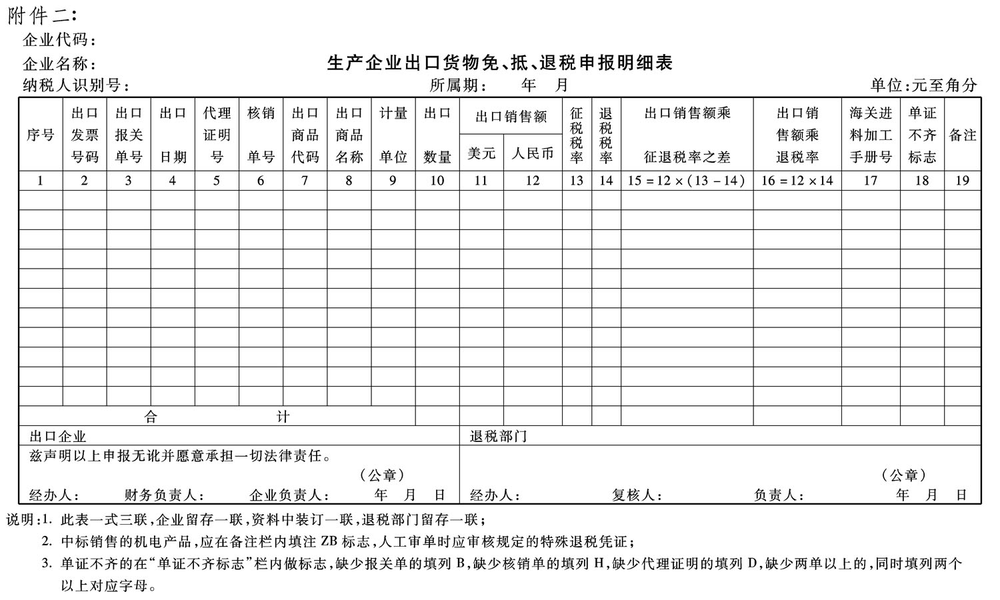 附件二:
企业代码:
企业名称:
生产企业出口货物免、抵、退税申报明细表
纳税人识别号: 所属期: 年 月 单位:元至角分
序号 出口发票号码 出口报关单号 出口日期 代理证明号 核销单号 出口商品代码 出口商品名称 计量单位 出口数量 出口销售额 美元 人民币 征税税率 退税税率 出口销售额乘征退税率之差 出口销售额乘退税率 海关进料加工手册号 单证不齐标志 备注
1 2 3 4 5 6 7 8 9 10 11 12 13 14 15=12×(13-14) 16=12×14 17 18 19
合 计
出口企业 退税部门
兹声明以上申报无讹并愿意承担一切法律责任。
(公章) (公章)
经办人: 财务负责人: 企业负责人: 年 月 日 经办人: 复核人: 负责人: 年 月 日
说明:1. 此表一式三联,企业留存一联,资料中装订一联,退税部门留存一联;
2. 中标销售的机电产品,应在备注栏内填注 ZB 标志,人工审单时应审核规定的特殊退税凭证;
3. 单证不齐的在“单证不齐标志”栏内做标志,缺少报关单的填列 B,缺少核销单的填列 H,缺少代理证明的填列 D,缺少两单以上的,同时填列两个
以上对应字母。